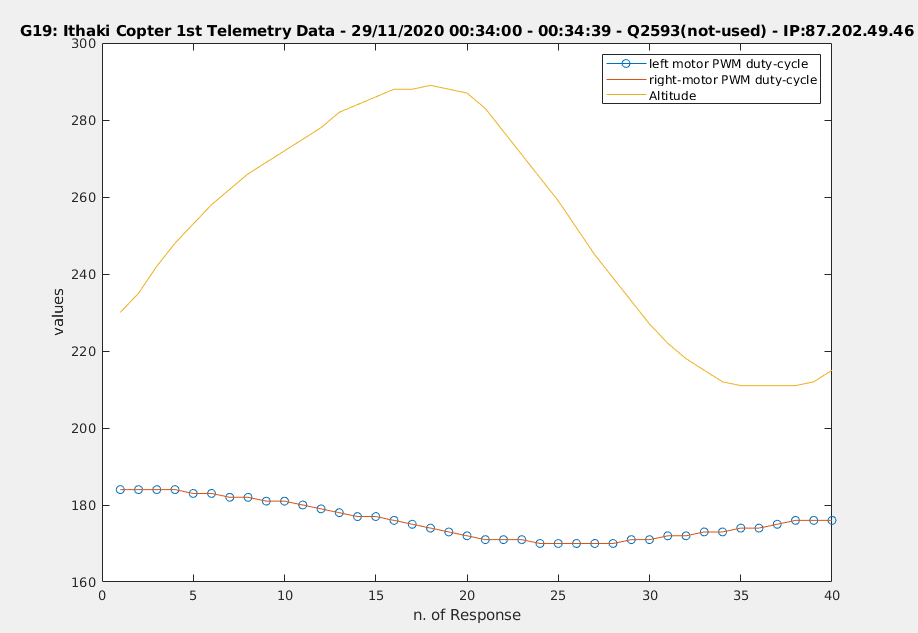 G19: Ithaki Copter 1st Telemetry Data - 29/11/2020 00:34:00 - 00:34:39 - Q2593(not-used) - IP:87.202.49.46
left motor PWM duty-cycle
right-motor PWM duty-cycle
Altitude
300
280
260
240
220
200
180
160
values
0 5 10 15 20 25 30 35 40
n. of Response